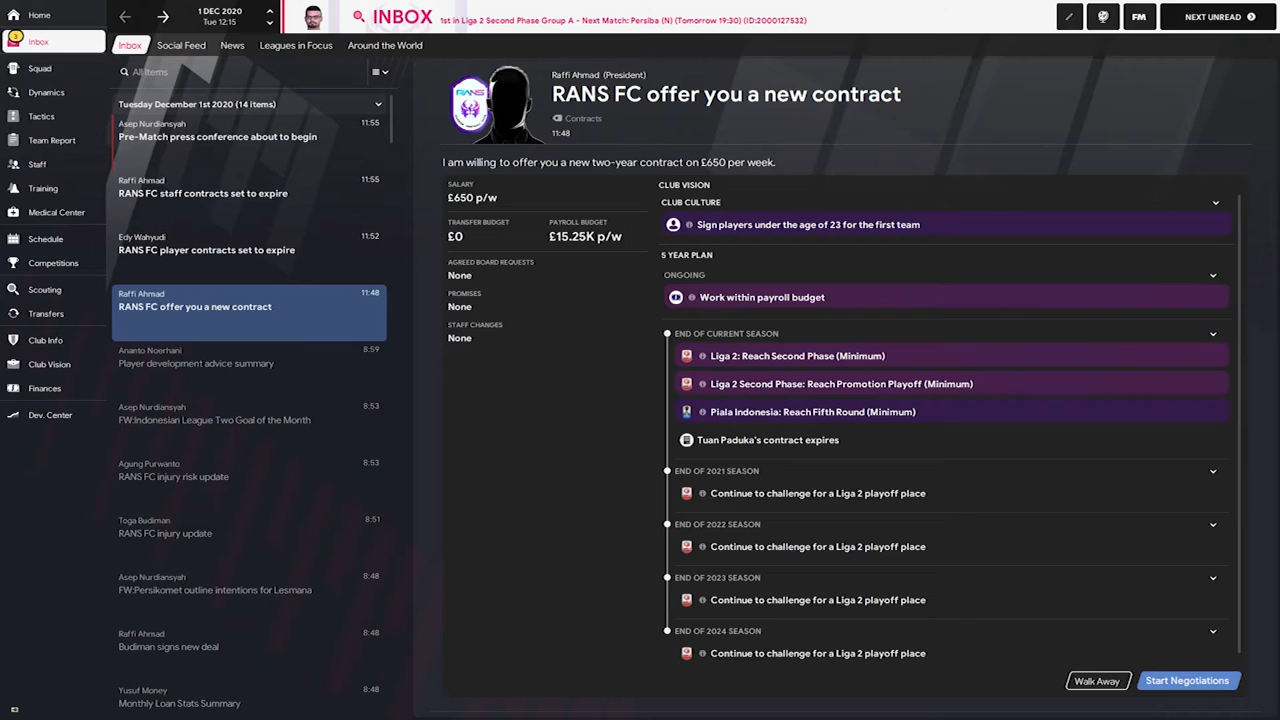 Home
1 DEC 2020
Tue 12:15
INBOX
1st in Liga 2 Second Phase Group A - Next Match: Persiba (N) (Tomorrow 19:30) (ID:2000127532)
FM
NEXT UNREAD
3
Inbox
Squad
Dynamics
Tactics
Team Report
Staff
Training
Medical Center
Schedule
Competitions
Scouting
Transfers
Club Info
Club Vision
Finances
Dev. Center
Inbox
Social Feed
News
Leagues in Focus
Around the World
All Items
Tuesday December 1st 2020 (14 items)
Asep Nurdiansyah
11:55
Pre-Match press conference about to begin
Raffi Ahmad
11:55
RANS FC staff contracts set to expire
Edy Wahyudi
11:52
RANS FC player contracts set to expire
Raffi Ahmad
11:48
RANS FC offer you a new contract
Ananto Noerhani
8:59
Player development advice summary
Asep Nurdiansyah
8:53
FW:Indonesian League Two Goal of the Month
Agung Purwanto
8:53
RANS FC injury risk update
Toga Budiman
8:51
RANS FC injury update
Asep Nurdiansyah
8:48
FW:Persikomet outline intentions for Lesmana
Raffi Ahmad
8:48
Budiman signs new deal
Yusuf Money
8:48
Monthly Loan Stats Summary
RANS
Raffi Ahmad (President)
RANS FC offer you a new contract
Contracts
11:48
I am willing to offer you a new two-year contract on £650 per week.
SALARY
£650 p/w
TRANSFER BUDGET
£0
PAYROLL BUDGET
£15.25K p/w
AGREED BOARD REQUESTS
None
PROMISES
None
STAFF CHANGES
None
CLUB VISION
CLUB CULTURE
Sign players under the age of 23 for the first team
5 YEAR PLAN
ONGOING
Work within payroll budget
END OF CURRENT SEASON
Liga 2: Reach Second Phase (Minimum)
Liga 2 Second Phase: Reach Promotion Playoff (Minimum)
Piala Indonesia: Reach Fifth Round (Minimum)
Tuan Paduka's contract expires
END OF 2021 SEASON
Continue to challenge for a Liga 2 playoff place
END OF 2022 SEASON
Continue to challenge for a Liga 2 playoff place
END OF 2023 SEASON
Continue to challenge for a Liga 2 playoff place
END OF 2024 SEASON
Continue to challenge for a Liga 2 playoff place
Walk Away
Start Negotiations